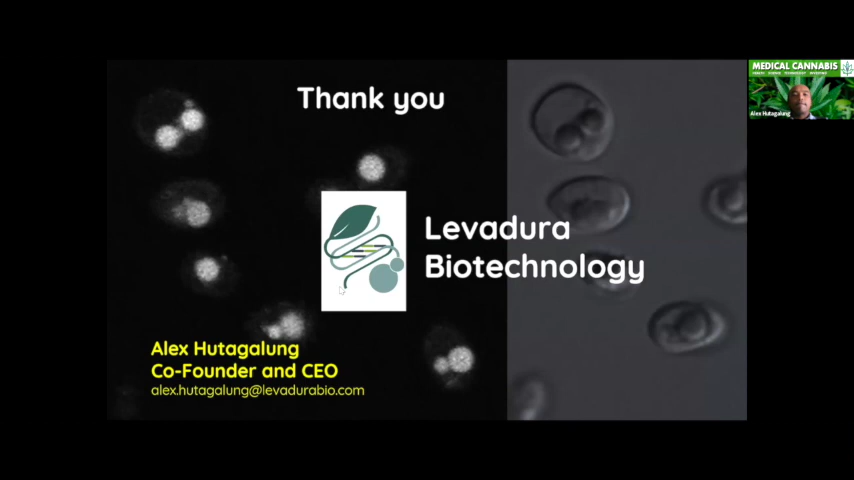 Thank you
Levadura
Biotechnology
Alex Hutagalung
Co-Founder and CEO
alex.hutagalung@levadurabio.com
MEDICAL CANNABIS
Alex Hutagalung